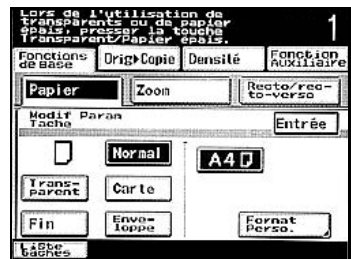 Lors de l'utilisation de
transparents ou de papier
épais, presser la touche
Transparent/Papier épais.
1
Fonctions de Base
Orig▸Copie
Densité
Fonction Auxiliaire
Papier
Zoom
Recto/rec-
to-verso
Modif Param
Tache
Entrée
Normal
A4
Trans-
parent
Carte
Fin
Enve-
loppe
Format
Perso.
Liste
tâches